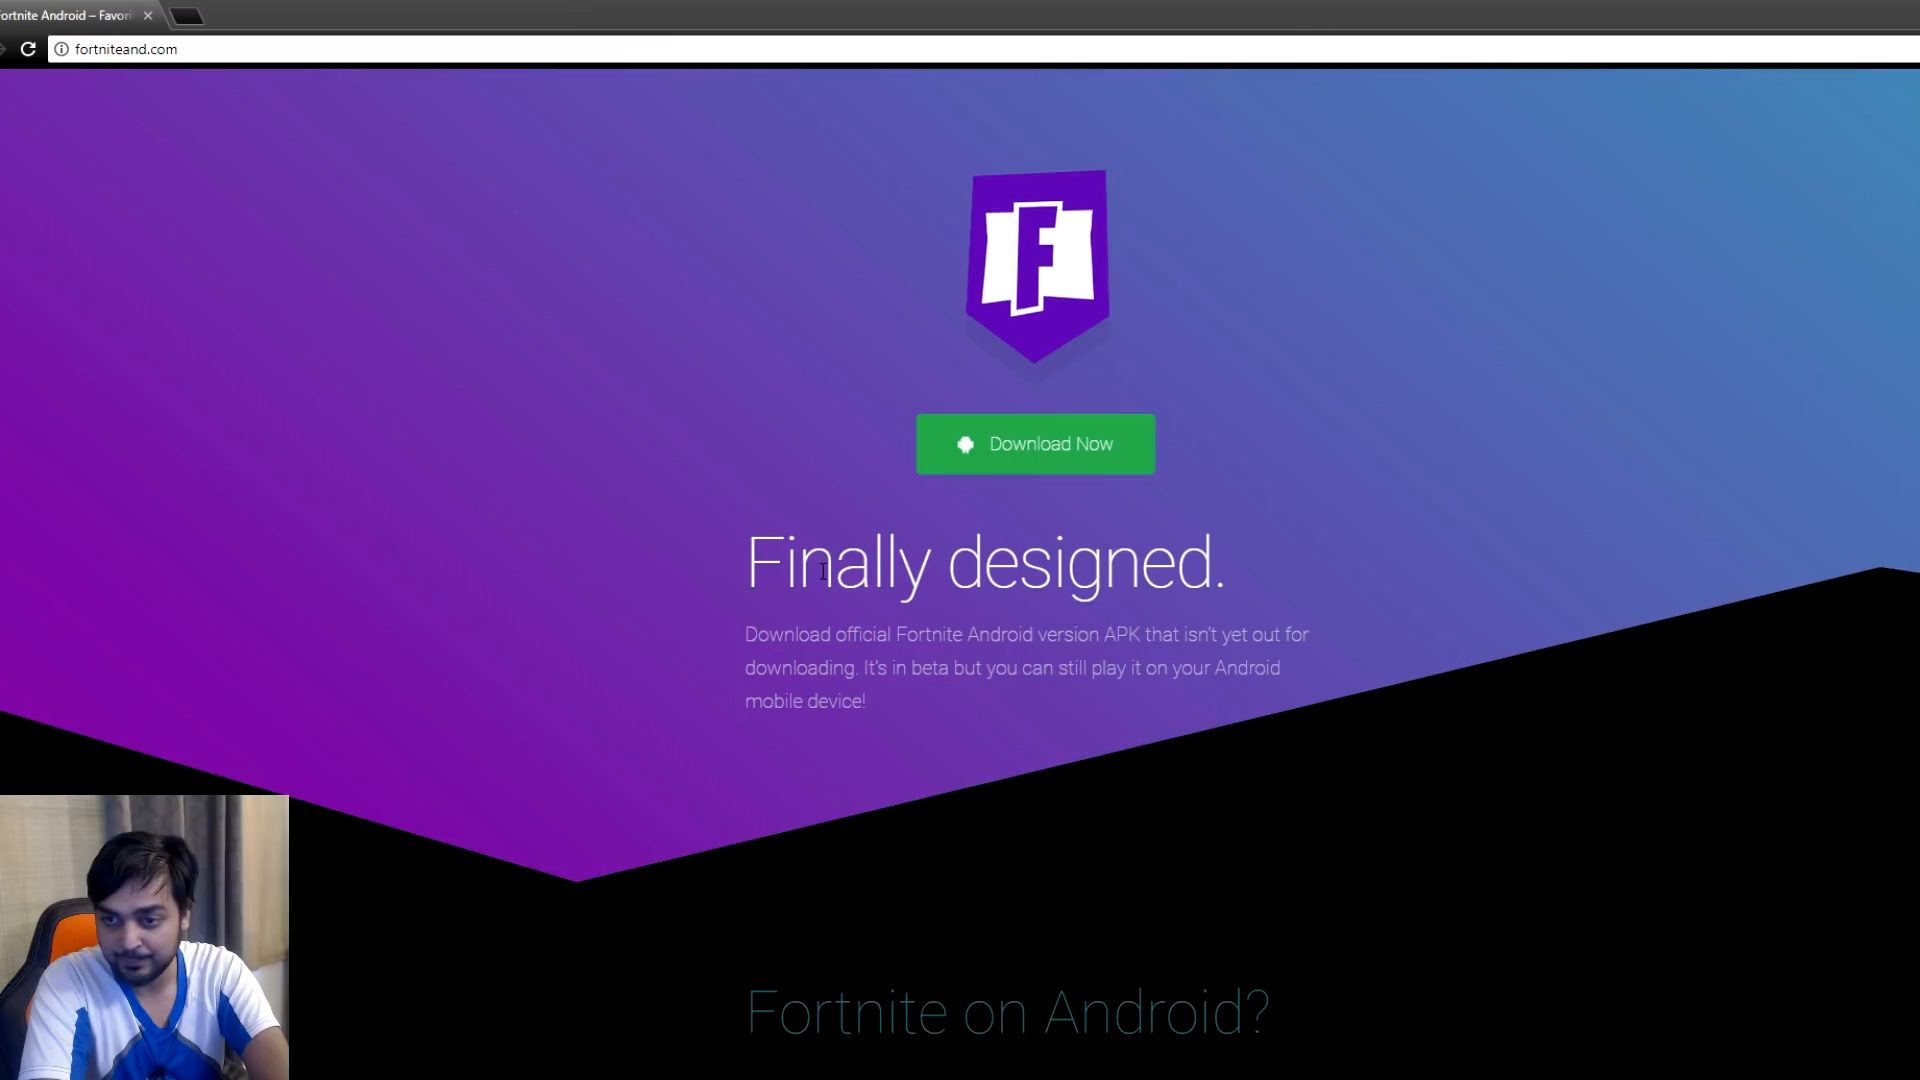 ortnite Android – Favori
fortniteand.com
F
Download Now
Finally designed.
Download official Fortnite Android version APK that isn't yet out for
downloading. It's in beta but you can still play it on your Android
mobile device!
Fortnite on Android?